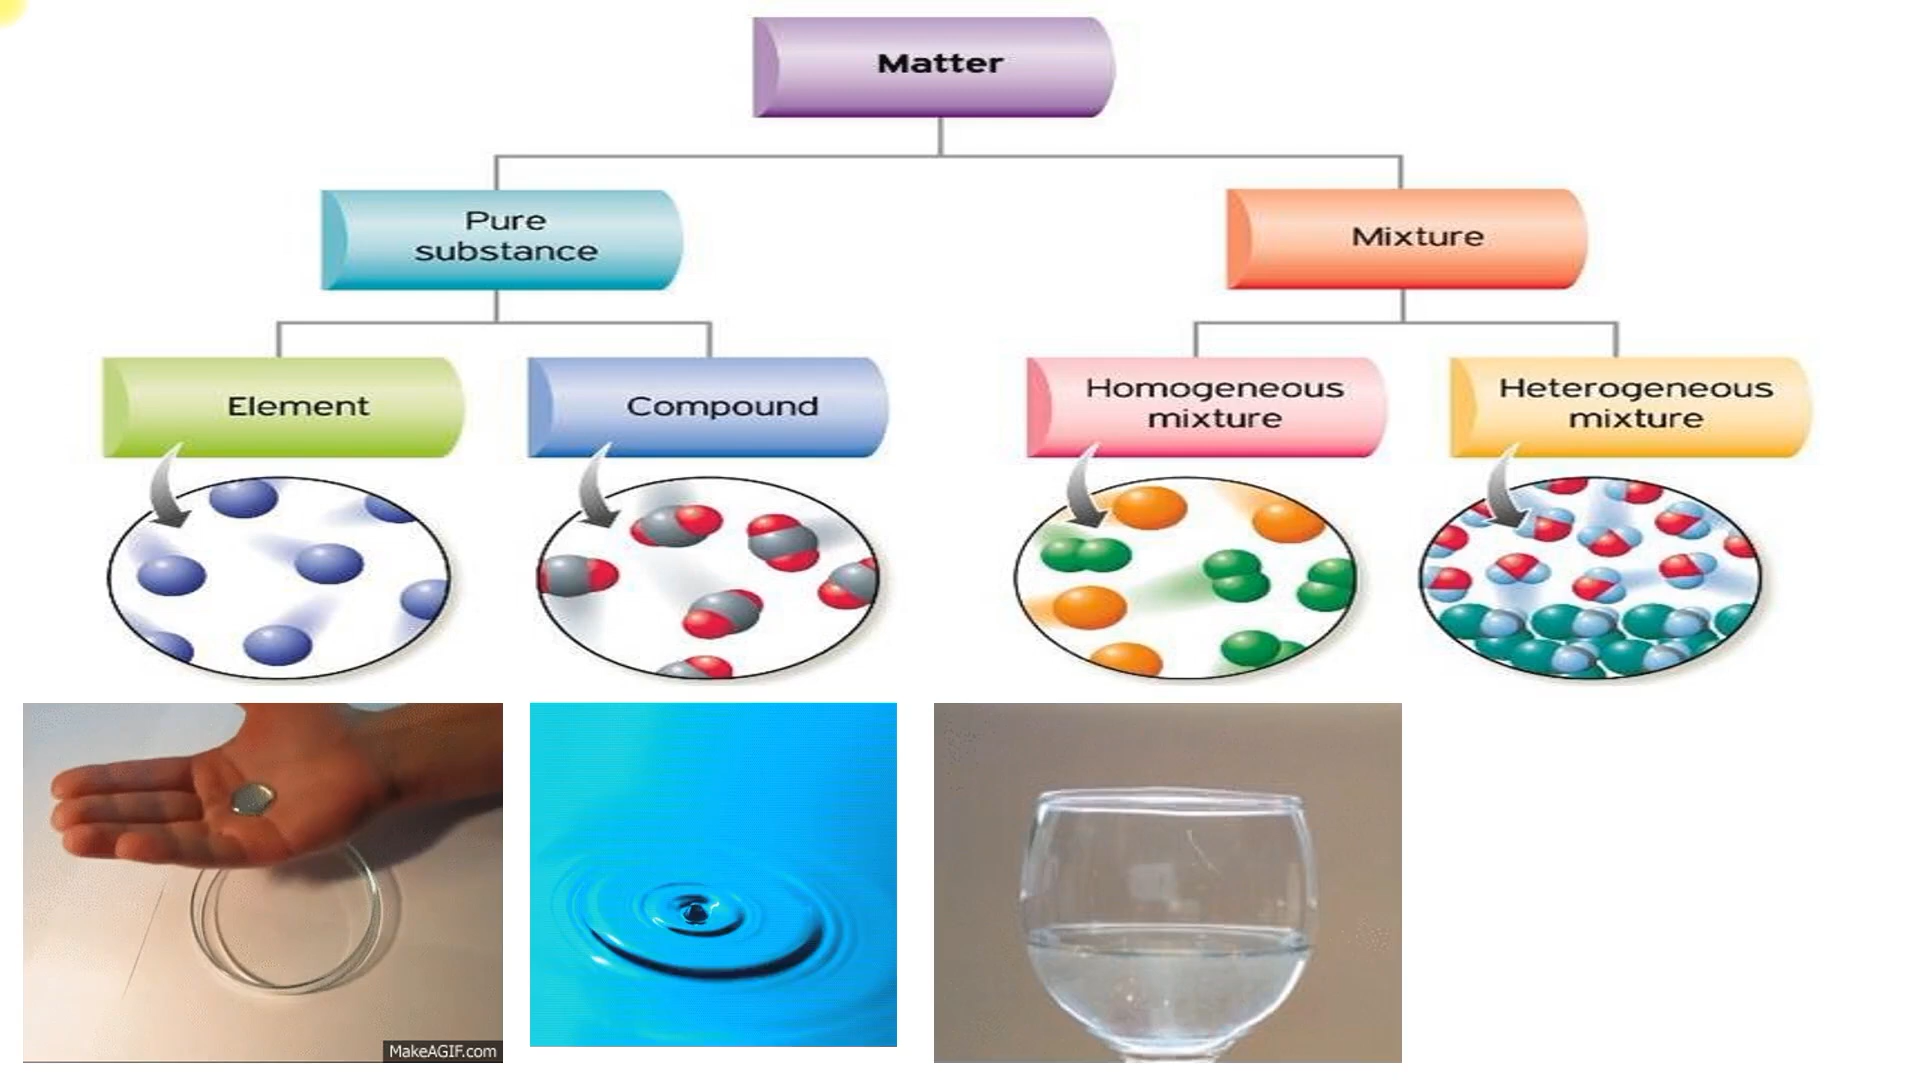 Matter
Pure
substance
Mixture
Element
Compound
Homogeneous
mixture
Heterogeneous
mixture
MakeAGIF.com